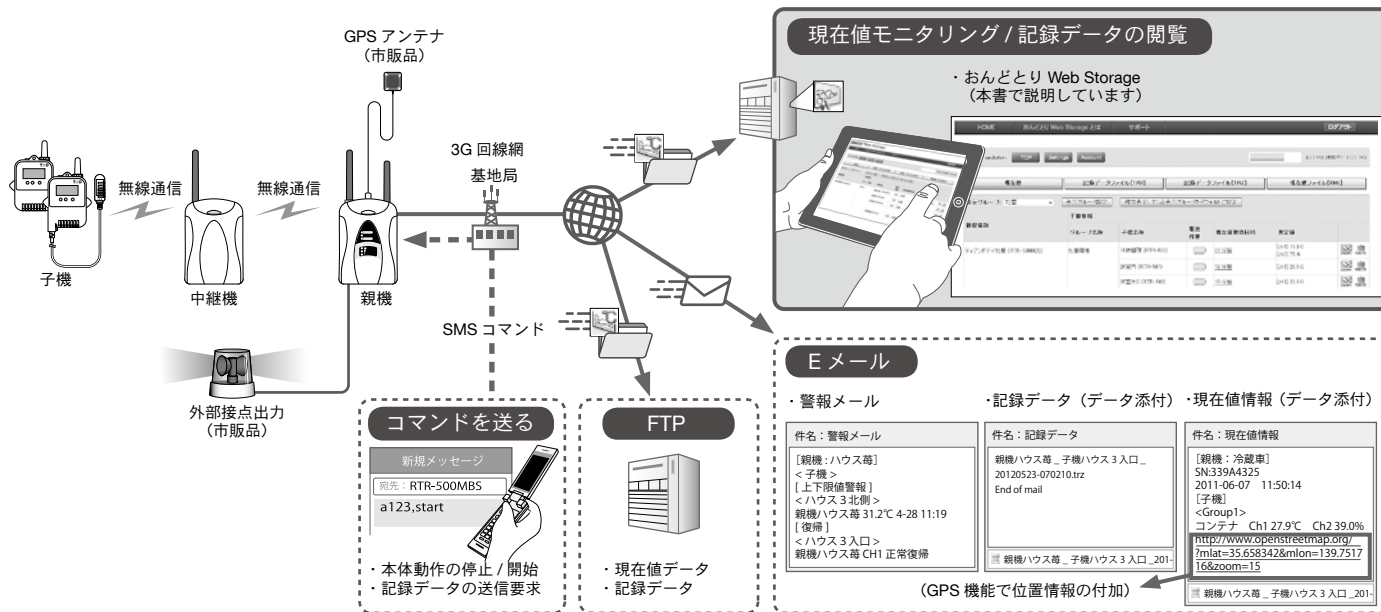 GPS アンテナ
(市販品)
3G 回線網
基地局
無線通信
無線通信
子機
中継機
親機
SMS コマンド
外部接点出力
(市販品)
コマンドを送る
新規メッセージ
宛先：RTR-500MBS
a123,start
・本体動作の停止 / 開始
・記録データの送信要求
FTP
・現在値データ
・記録データ
現在値モニタリング / 記録データの閲覧
・おんどとり Web Storage
(本書で説明しています)
HOME
おんどとり Web Storage とは
サポート
ログアウト
TOP
Settings
Account
現在値
E メール
・警報メール
件名：警報メール
［親機 : ハウス苺］
< 子機 >
[ 上下限値警報 ]
< ハウス 3 北側 >
親機ハウス苺 31.2℃ 4-28 11:19
[ 復帰 ]
< ハウス 3 入口 >
親機ハウス苺 CH1 正常復帰
・記録データ（データ添付）
件名：記録データ
親機ハウス苺 _ 子機ハウス 3 入口 _
20120523-070210.trz
End of mail
親機ハウス苺 _ 子機ハウス 3 入口 _201-
・現在値情報（データ添付）
件名：現在値情報
［親機：冷蔵車］
SN:339A4325
2011-06-07 11:50:14
［子機］
<Group1>
コンテナ Ch1 27.9℃ Ch2 39.0%
http://www.openstreetmap.org/
?mlat=35.658342&mlon=139.7517
16&zoom=15
親機ハウス苺 _ 子機ハウス 3 入口 _201-
(GPS 機能で位置情報の付加)